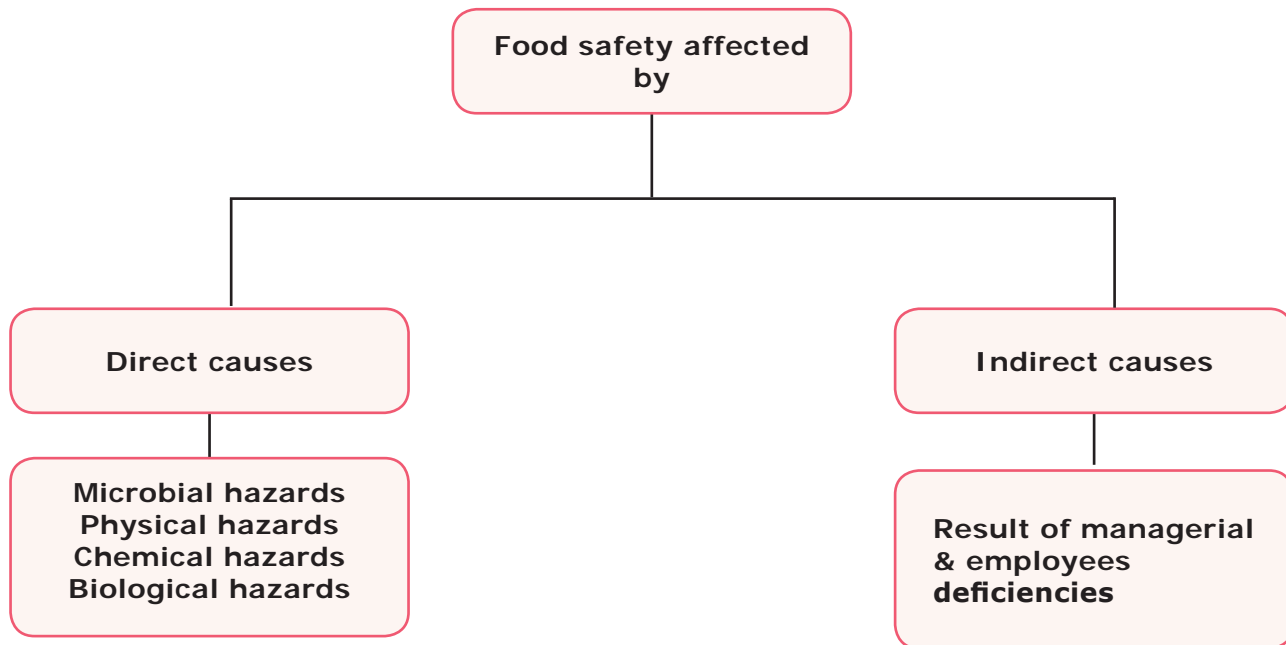 Food safety affected
by
Direct causes
Indirect causes
Microbial hazards
Physical hazards
Chemical hazards
Biological hazards
Result of managerial
& employees
deficiencies